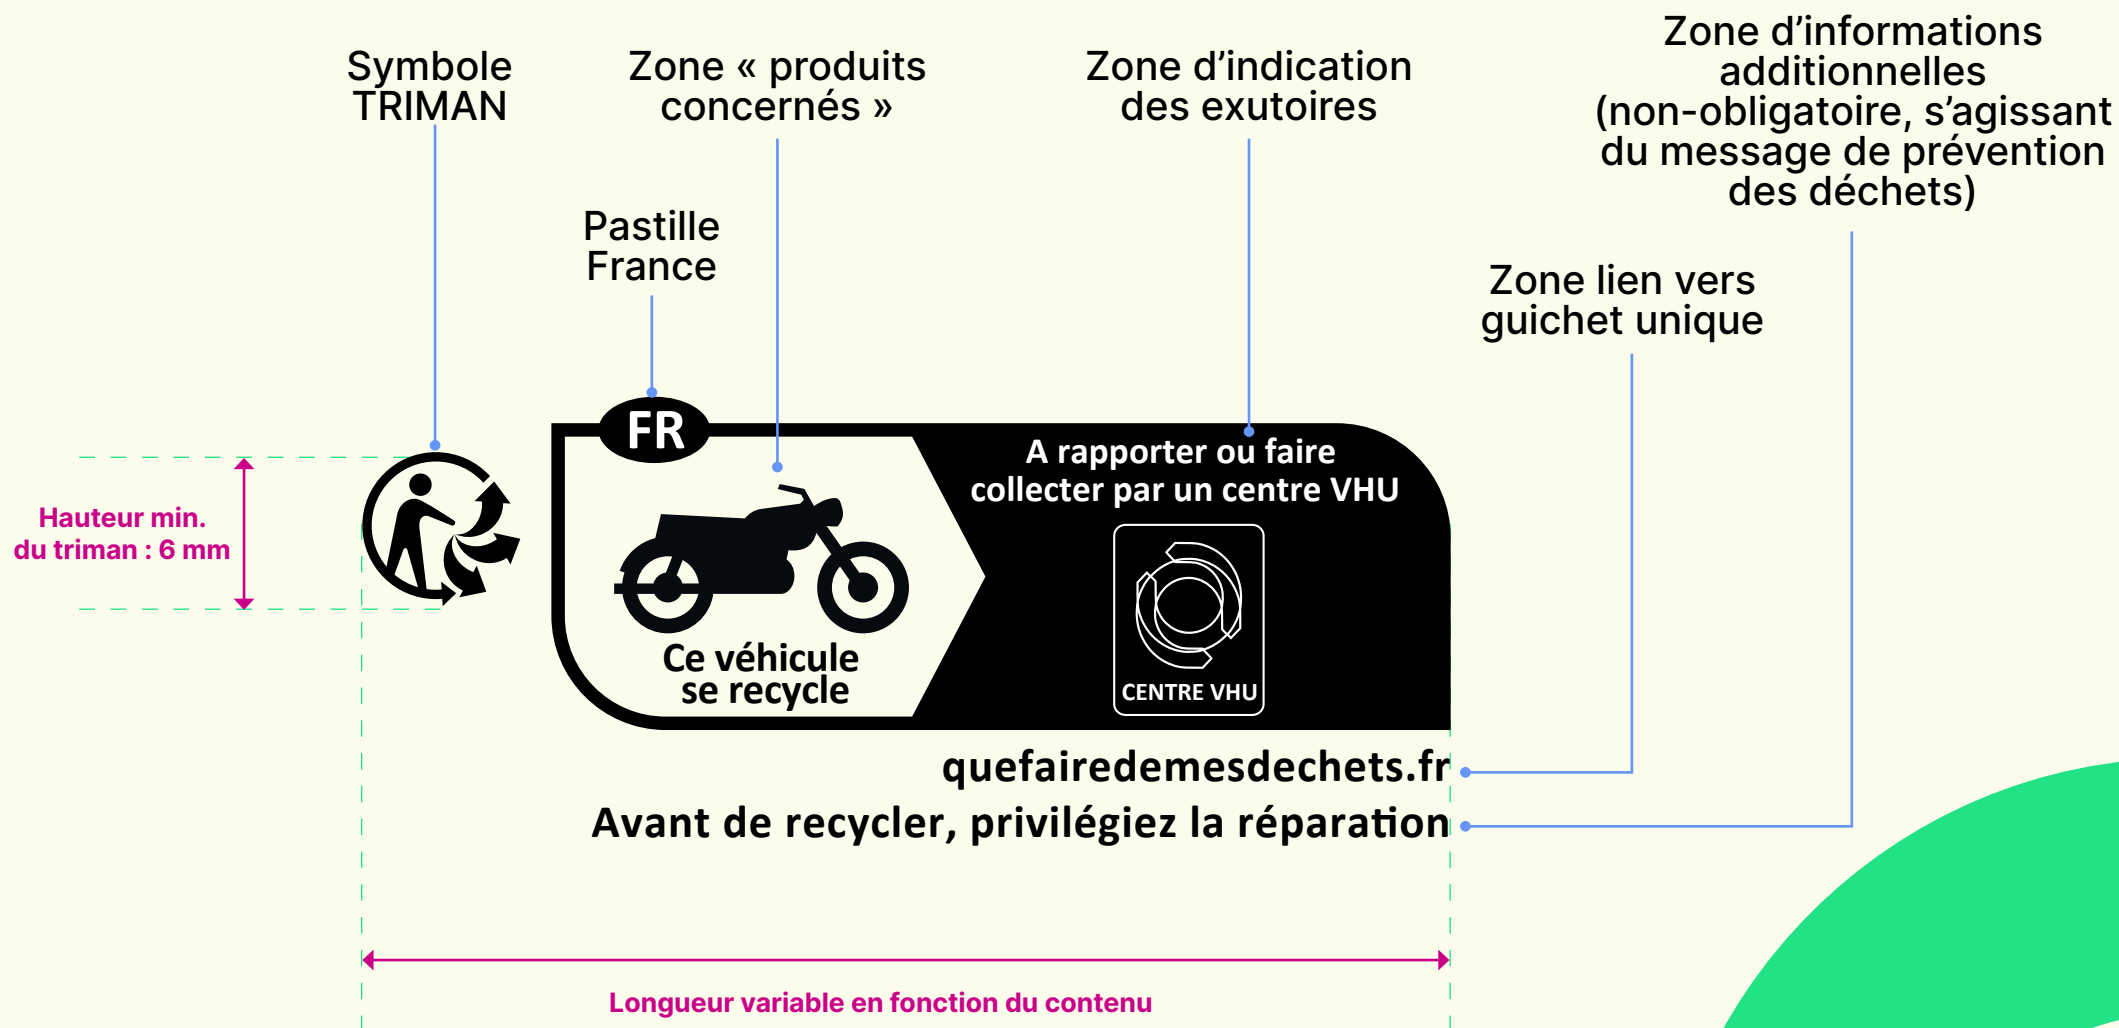 Symbole
TRIMAN
Zone « produits
concernés »
Zone d’indication
des exutoires
Zone d’informations
additionnelles
(non-obligatoire, s’agissant
du message de prévention
des déchets)
Pastille
France
Zone lien vers
guichet unique
Hauteur min.
du triman : 6 mm
FR
Ce véhicule
se recycle
A rapporter ou faire
collecter par un centre VHU
CENTRE VHU
quefairedemesdechets.fr
Avant de recycler, privilégiez la réparation
Longueur variable en fonction du contenu